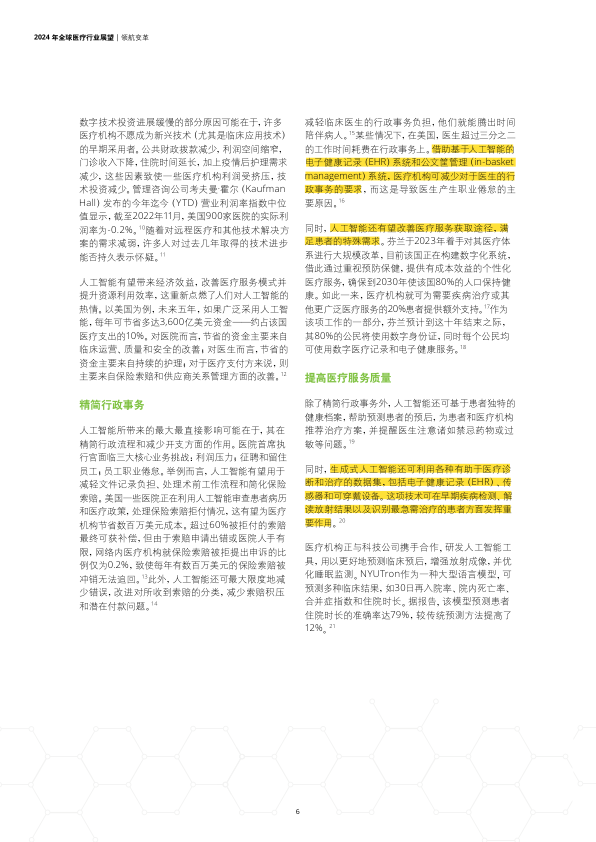 2024 年全球医疗行业展望 | 领航变革
数字技术投资进展缓慢的部分原因可能在于，许多
医疗机构不愿成为新兴技术（尤其是临床应用技术）
的早期采用者。公共财政拨款减少，利润空间缩窄，
门诊收入下降，住院时间延长，加上疫情后护理需求
减少，这些因素致使一些医疗机构利润受挤压，技
术投资减少。管理咨询公司考夫曼·霍尔 (Kaufman
Hall) 发布的今年迄今 (YTD) 营业利润率指数中位
值显示，截至2022年11月，美国900家医院的实际利
润率为-0.2%。10随着对远程医疗和其他技术解决方
案的需求减弱，许多人对过去几年取得的技术进步
能否持久表示怀疑。11
人工智能有望带来经济效益，改善医疗服务模式并
提升资源利用效率，这重新点燃了人们对人工智能的
热情。以美国为例，未来五年，如果广泛采用人工智
能，每年可节省多达3,600亿美元资金——约占该国
医疗支出的10%。对医院而言，节省的资金主要来自
临床运营、质量和安全的改善；对医生而言，节省的
资金主要来自持续的护理；对于医疗支付方来说，则
主要来自保险索赔和供应商关系管理方面的改善。12
精简行政事务
人工智能所带来的最大最直接影响可能在于，其在
精简行政流程和减少开支方面的作用。医院首席执
行官面临三大核心业务挑战：利润压力；征聘和留住
员工；员工职业倦怠。举例而言，人工智能有望用于
减轻文件记录负担、处理术前工作流程和简化保险
索赔。美国一些医院正在利用人工智能审查患者病历
和医疗政策，处理保险索赔拒付情况，这有望为医疗
机构节省数百万美元成本。超过60%被拒付的索赔
最终可获补偿，但由于索赔申请出错或医院人手有
限，网络内医疗机构就保险索赔被拒提出申诉的比
例仅为0.2%，致使每年有数百万美元的保险索赔被
冲销无法追回。13此外，人工智能还可最大限度地减
少错误，改进对所收到索赔的分类，减少索赔积压
和潜在付款问题。14
减轻临床医生的行政事务负担，他们就能腾出时间
陪伴病人。15某些情况下，在美国，医生超过三分之二
的工作时间耗费在行政事务上。借助基于人工智能的
电子健康记录 (EHR) 系统和公文筐管理 (in-basket
management) 系统，医疗机构可减少对于医生的行
政事务的要求，而这是导致医生产生职业倦怠的主
要原因。16
同时，人工智能还有望改善医疗服务获取途径，满
足患者的特殊需求。芬兰于2023年着手对其医疗体
系进行大规模改革，目前该国正在构建数字化系统，
借此通过重视预防保健，提供有成本效益的个性化
医疗服务，确保到2030年使该国80%的人口保持健
康。如此一来，医疗机构就可为需要疾病治疗或其
他更广泛医疗服务的20%患者提供额外支持。17作为
该项工作的一部分，芬兰预计到这十年结束之际，
其80%的公民将使用数字身份证，同时每个公民均
可使用数字医疗记录和电子健康服务。18
提高医疗服务质量
除了精简行政事务外，人工智能还可基于患者独特的
健康档案，帮助预测患者的预后，为患者和医疗机构
推荐治疗方案，并提醒医生注意诸如禁忌药物或过
敏等问题。19
同时，生成式人工智能还可利用各种有助于医疗诊
断和治疗的数据集，包括电子健康记录 (EHR)、传
感器和可穿戴设备。这项技术可在早期疾病检测、解
读放射结果以及识别最急需治疗的患者方面发挥重
要作用。20
医疗机构正与科技公司携手合作，研发人工智能工
具，用以更好地预测临床结果，增强放射成像，并优
化睡眠监测。NYUTron作为一种大型语言模型，可
预测多种临床结果，如30日再入院率、院内死亡率、
合并症指数和住院时长。据报告，该模型预测患者
住院时长的准确率达79%，较传统预测方法提高了
12%。21
6